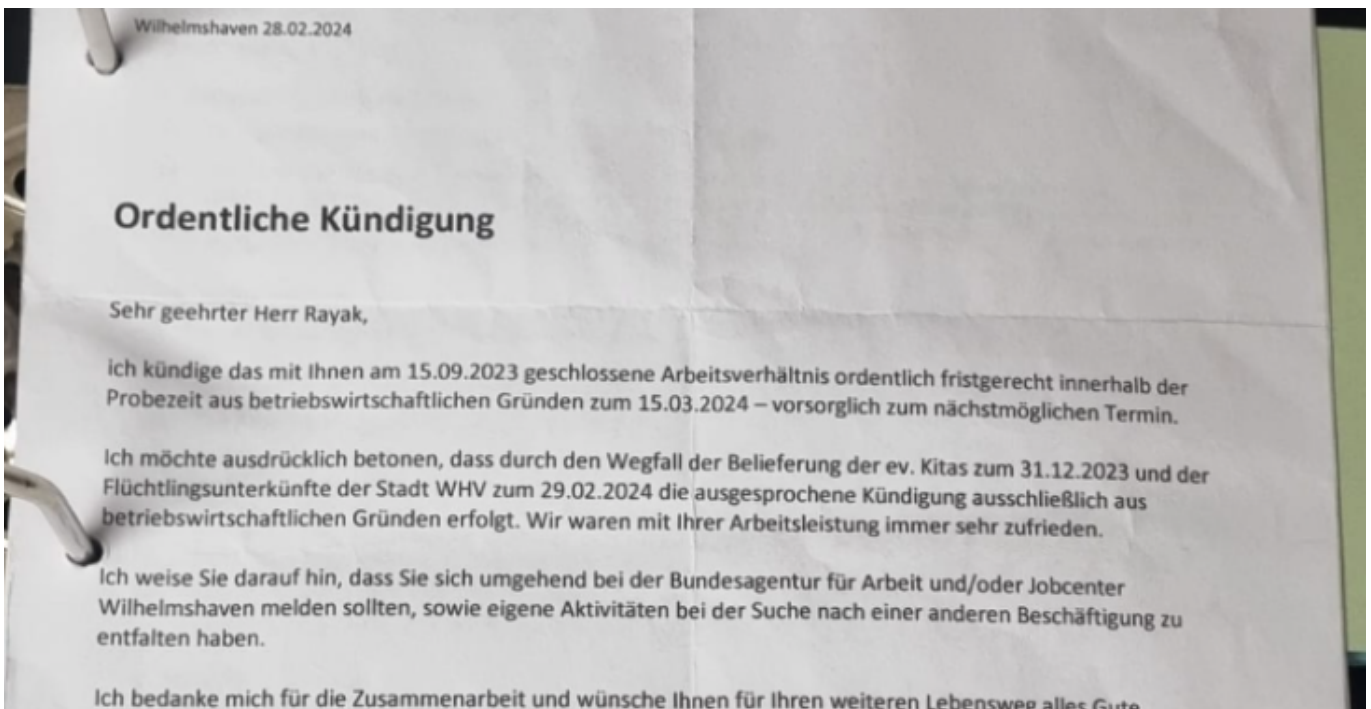 Wilhelmshaven 28.02.2024
Ordentliche Kündigung
Sehr geehrter Herr Rayak,
ich kündige das mit Ihnen am 15.09.2023 geschlossene Arbeitsverhältnis ordentlich fristgerecht innerhalb der
Probezeit aus betriebswirtschaftlichen Gründen zum 15.03.2024 – vorsorglich zum nächstmöglichen Termin.
Ich möchte ausdrücklich betonen, dass durch den Wegfall der Belieferung der ev. Kitas zum 31.12.2023 und der
Flüchtlingsunterkünfte der Stadt WHV zum 29.02.2024 die ausgesprochene Kündigung ausschließlich aus
betriebswirtschaftlichen Gründen erfolgt. Wir waren mit Ihrer Arbeitsleistung immer sehr zufrieden.
Ich weise Sie darauf hin, dass Sie sich umgehend bei der Bundesagentur für Arbeit und/oder Jobcenter
Wilhelmshaven melden sollten, sowie eigene Aktivitäten bei der Suche nach einer anderen Beschäftigung zu
entfalten haben.
Ich bedanke mich für die Zusammenarbeit und wünsche Ihnen für Ihren weiteren Lebensweg alles Gute